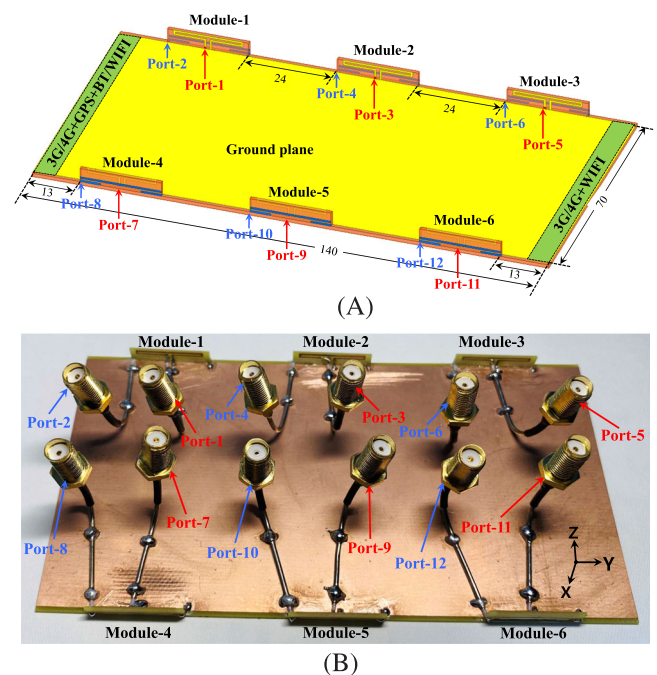 (A)
Module-1
Module-2
Module-3
Port-2
Port-1
24
Port-4
Port-3
24
Port-6
Port-5
3G/4G+GPS+BT/WIFI
Ground plane
3G/4G+WIFI
Module-4
Module-5
Module-6
13
Port-8
Port-7
Port-10
Port-9
Port-12
Port-11
140
13
70
(A)
Module-1
Module-2
Module-3
(B)
Port-2
Port-1
Port-4
Port-3
Port-6
Port-5
Port-8
Port-7
Port-10
Port-9
Port-12
Port-11
Z
Y
X
Module-4
Module-5
Module-6
(B)